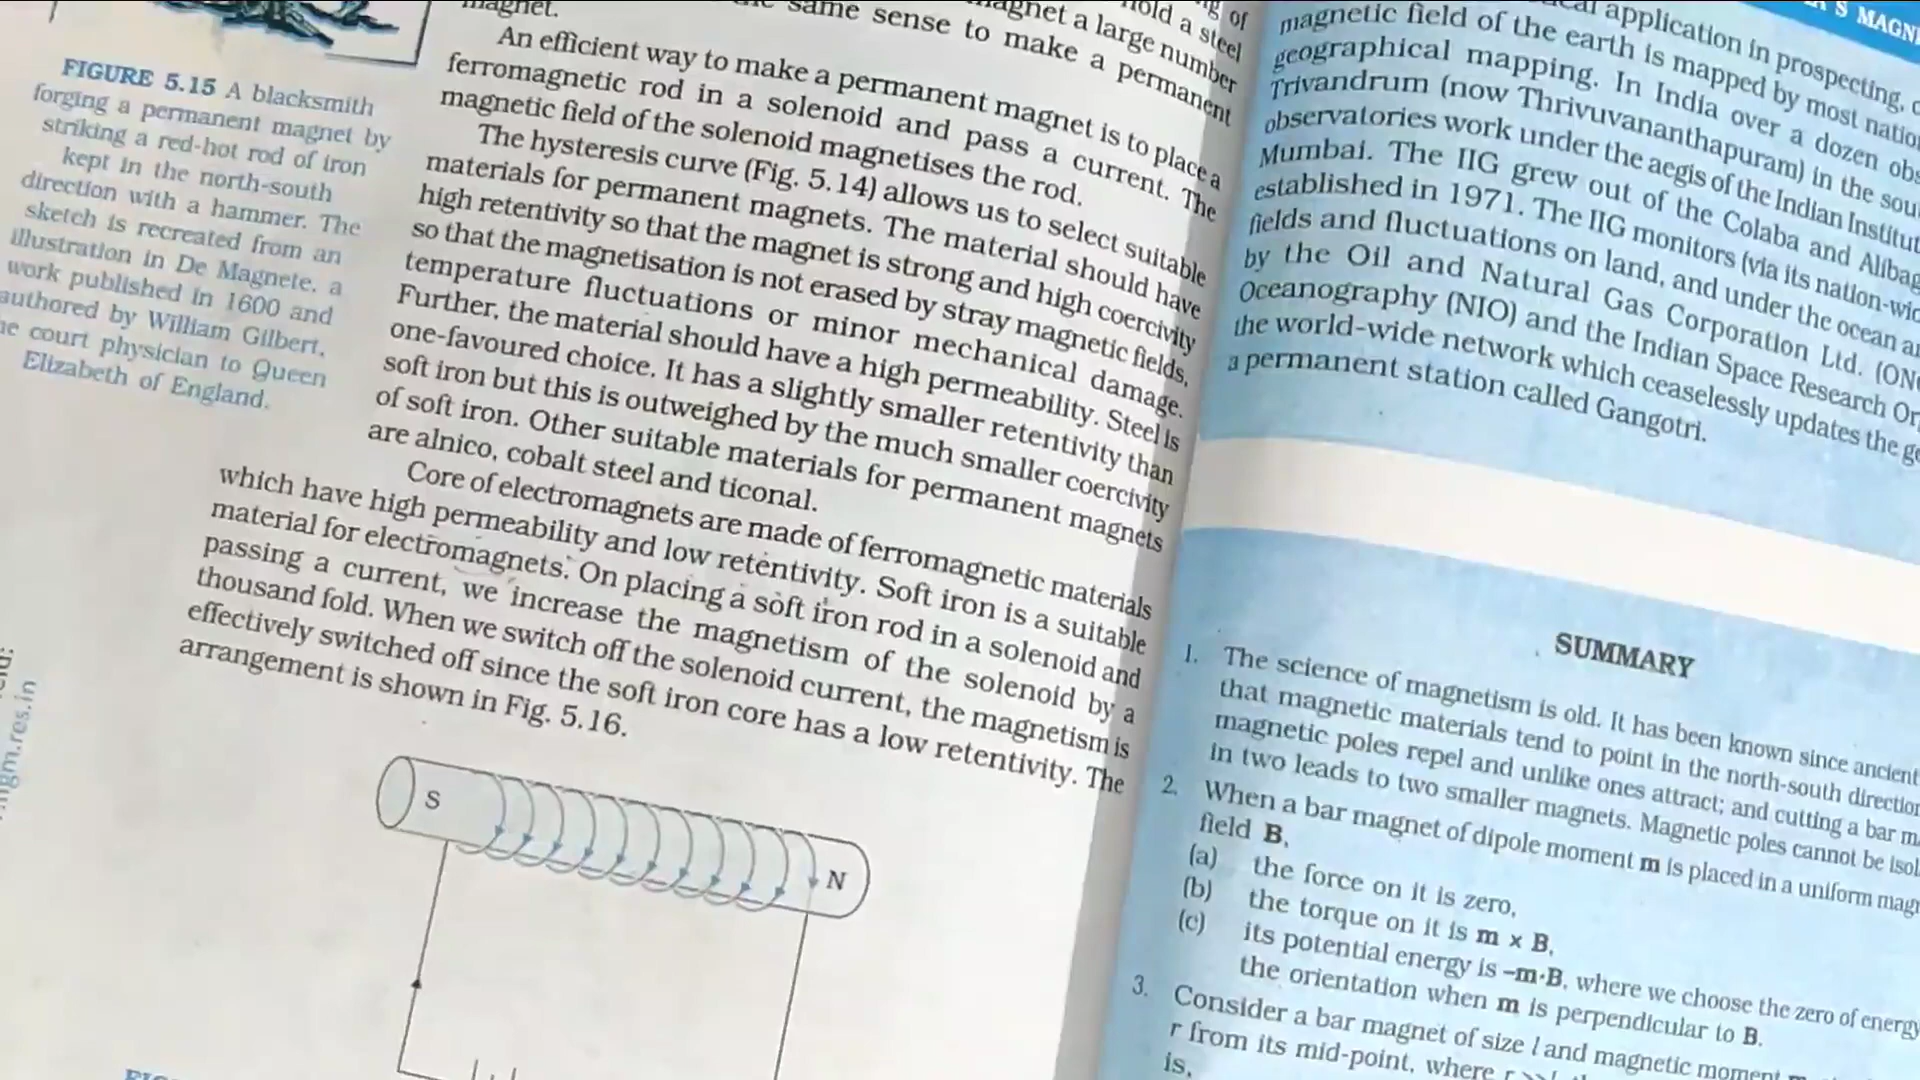 FIGURE 5.15 A blacksmith
forging a permanent magnet by
striking a red-hot rod of iron
kept in the north-south
direction with a hammer. The
sketch is recreated from an
illustration in De Magnete, a
work published in 1600 and
authored by William Gilbert,
court physician to Queen
Elizabeth of England.
magnet.
hold a steel
magnet a large number
same sense to make a permanent
An efficient way to make a permanent magnet is to place a
ferromagnetic rod in a solenoid and pass a current. The
magnetic field of the solenoid magnetises the rod.
The hysteresis curve (Fig. 5.14) allows us to select suitable
materials for permanent magnets. The material should have
high retentivity so that the magnet is strong and high coercivity
so that the magnetisation is not erased by stray magnetic fields,
temperature fluctuations or minor mechanical damage.
Further, the material should have a high permeability. Steel is
one-favoured choice. It has a slightly smaller retentivity than
soft iron but this is outweighed by the much smaller coercivity
of soft iron. Other suitable materials for permanent magnets
are alnico, cobalt steel and ticonal.
Core of electromagnets are made of ferromagnetic materials
which have high permeability and low retentivity. Soft iron is a suitable
material for electromagnets. On placing a soft iron rod in a solenoid and
passing a current, we increase the magnetism of the solenoid by a
thousand fold. When we switch off the solenoid current, the magnetism is
effectively switched off since the soft iron core has a low retentivity. The
arrangement is shown in Fig. 5.16.
S
N
gm.res.in
'S MAGN
application in prospecting,
magnetic field of the earth is mapped by most
geographical mapping. In India over a dozen
Trivandrum (now Thrivuvananthapuram) in the
observatories work under the aegis of the Indian
Mumbai. The IIG grew out of the Colaba and
established in 1971. The IIG monitors (via its
fields and fluctuations on land, and under the ocean
by the Oil and Natural Gas Corporation Ltd.
Oceanography (NIO) and the Indian Space Research
the world-wide network which ceaselessly updates the
a permanent station called Gangotri.
SUMMARY
1. The science of magnetism is old. It has been known since ancient
that magnetic materials tend to point in the north-south
magnetic poles repel and unlike ones attract; and cutting a bar
in two leads to two smaller magnets. Magnetic poles cannot be
2. When a bar magnet of dipole moment m is placed in a uniform
field B,
(a) the force on it is zero,
(b) the torque on it is m × B,
(c) its potential energy is –m·B, where we choose the zero of energy
the orientation when m is perpendicular to B.
3. Consider a bar magnet of size l and magnetic moment
r from its mid-point, where r >> l
is,